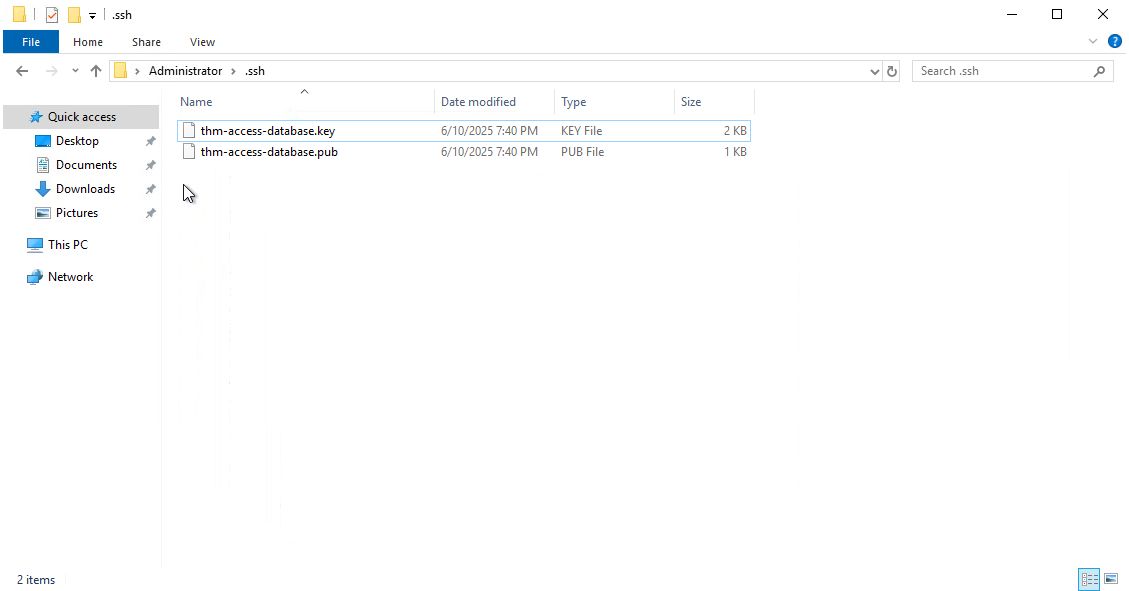 .ssh
File Home Share View
Administrator .ssh Search .ssh
Name Date modified Type Size
Quick access
Desktop
Documents
Downloads
Pictures
This PC
Network
thm-access-database.key 6/10/2025 7:40 PM KEY File 2 KB
thm-access-database.pub 6/10/2025 7:40 PM PUB File 1 KB
2 items